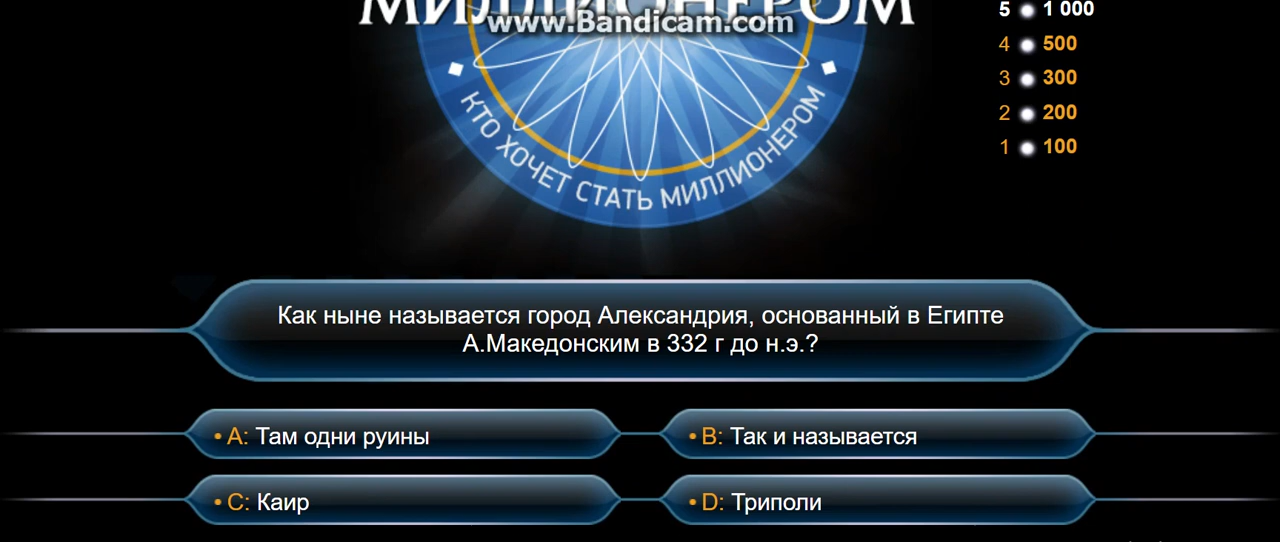 МИЛЛИОНЕРОМ
www.Bandicam.com
5 1 000
4 500
3 300
2 200
1 100
КТО ХОЧЕТ СТАТЬ МИЛЛИОНЕРОМ
Как ныне называется город Александрия, основанный в Египте
А.Македонским в 332 г до н.э.?
• A: Там одни руины
• B: Так и называется
• C: Каир
• D: Триполи